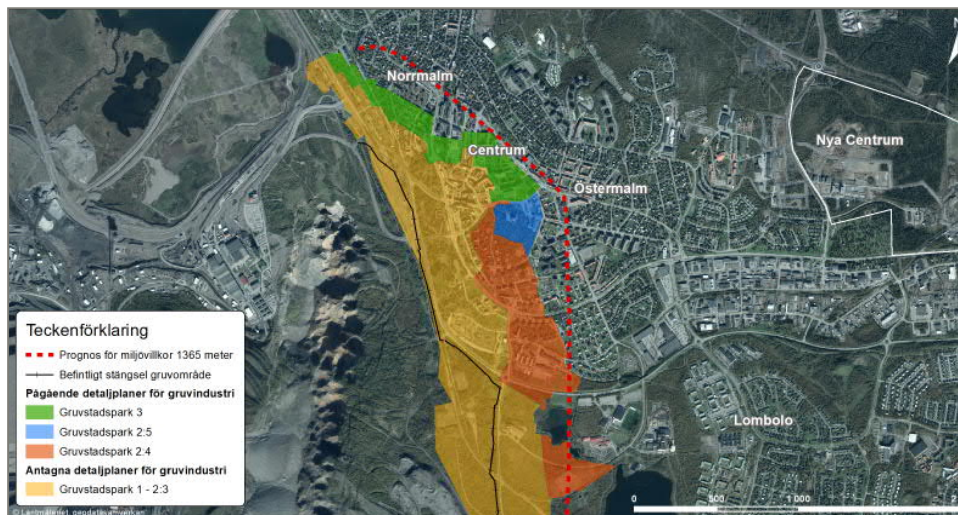 Norrmalm
Centrum
Östermalm
Nya Centrum
Lombolo
Teckenförklaring
Prognos för miljövillkor 1365 meter
Befintligt stängsel gruvområde
Pågående detaljplaner för gruvindustri
Gruvstadspark 3
Gruvstadspark 2:5
Gruvstadspark 2:4
Antagna detaljplaner för gruvindustri
Gruvstadspark 1 - 2:3
0 500 1 000
© Lantmäteriet, geodatasamverkan